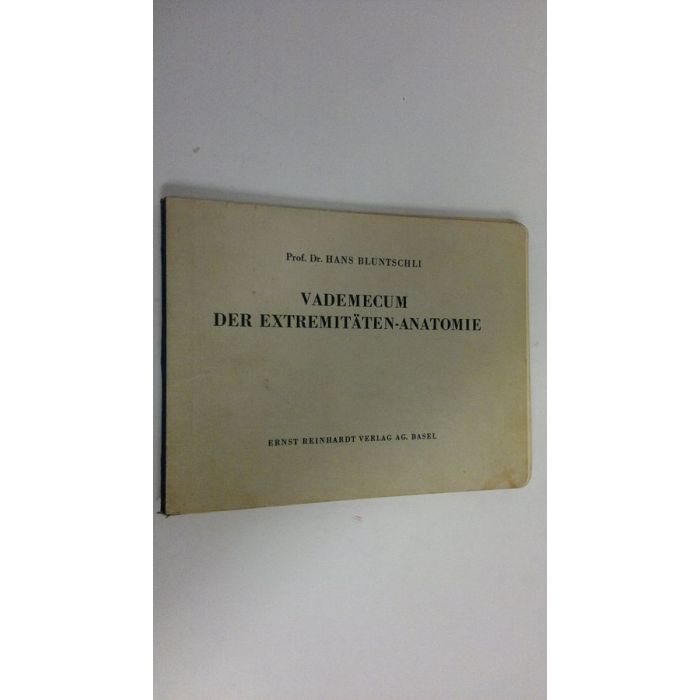 Prof. Dr. HANS BLUNTSCHLI
VADEMECUM
DER EXTREMITÄTEN-ANATOMIE
ERNST REINHARDT VERLAG AG. BASEL